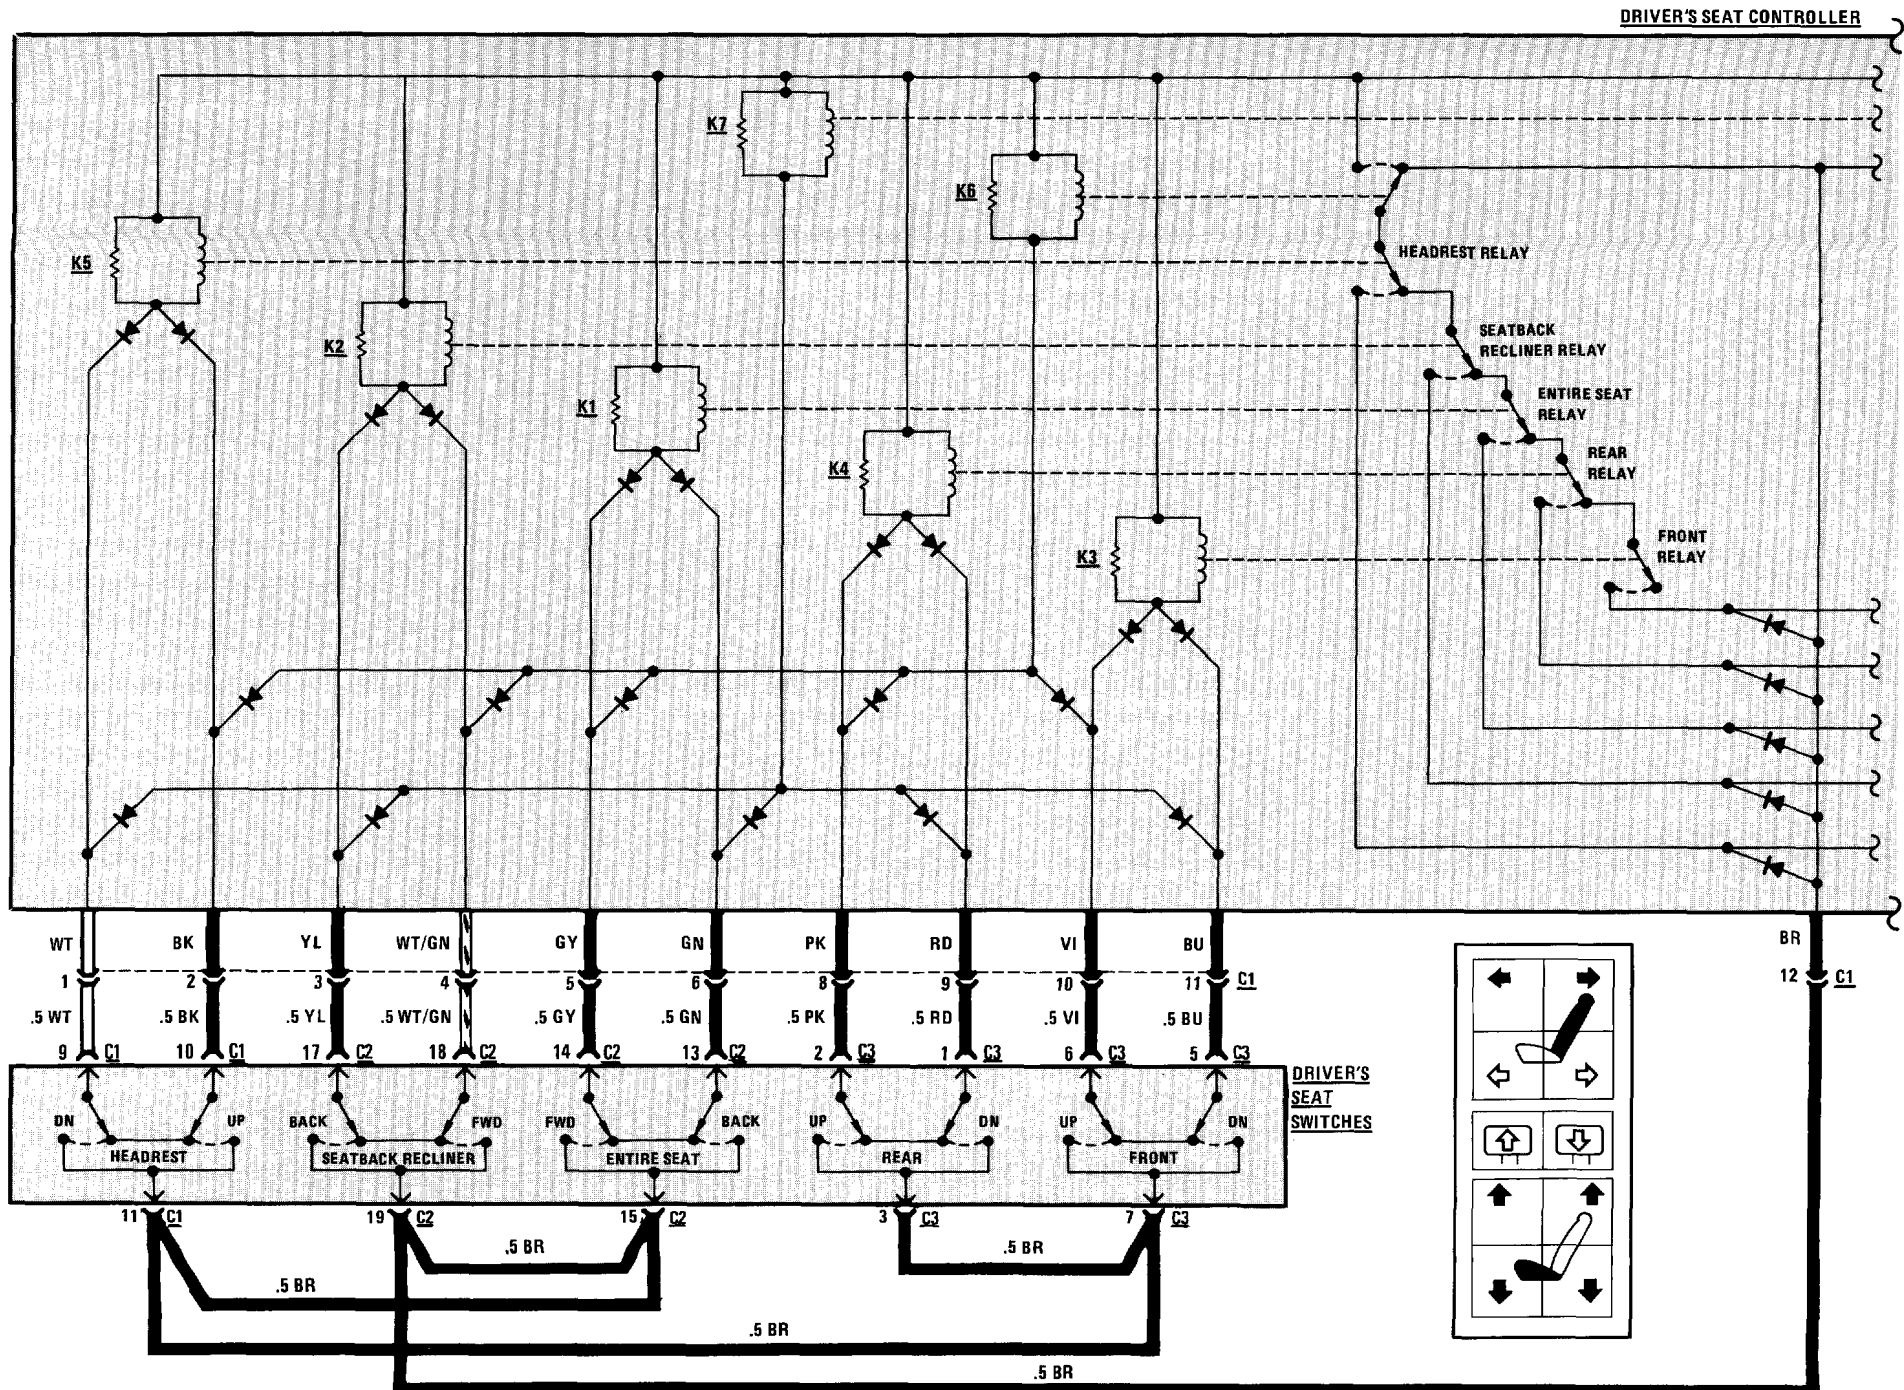 DRIVER'S SEAT CONTROLLER
K7
K6
K5
HEADREST RELAY
K2
SEATBACK
RECLINER RELAY
K1
ENTIRE SEAT
RELAY
K4
REAR
RELAY
K3
FRONT
RELAY
WT BK YL WT/GN GY GN PK RD VI BU BR
1 2 3 4 5 6 8 9 10 11 C1 12 C1
.5 WT .5 BK .5 YL .5 WT/GN .5 GY .5 GN .5 PK .5 RD .5 VI .5 BU
9 C1 10 C1 17 C2 18 C2 14 C2 13 C2 2 C3 1 C3 6 C3 5 C3
DRIVER'S
SEAT
SWITCHES
DN UP BACK FWD FWD BACK UP DN UP DN
HEADREST SEATBACK RECLINER ENTIRE SEAT REAR FRONT
11 C1 19 C2 15 C2 3 C3 7 C3
.5 BR .5 BR
.5 BR
.5 BR
.5 BR